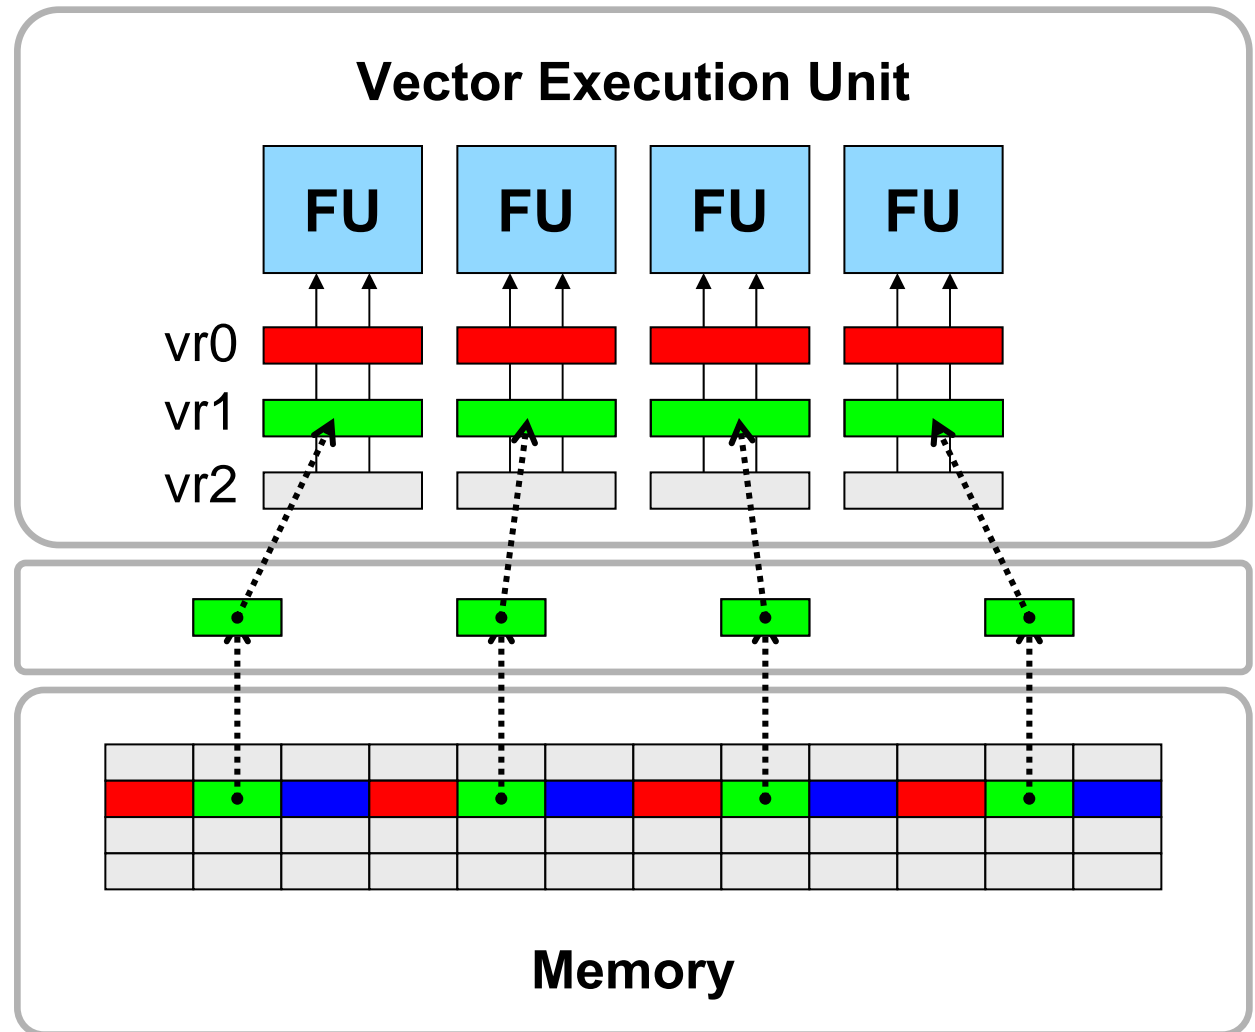 Vector Execution Unit
FU FU FU FU
vr0
vr1
vr2
Memory